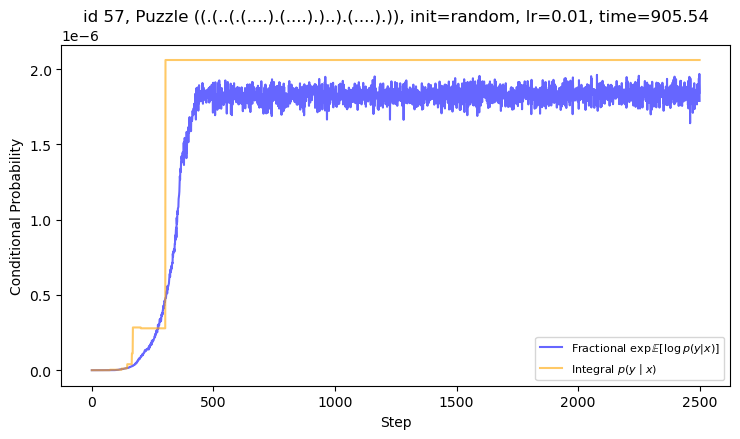 id 57, Puzzle ((.(..(.(....).(....).)..).(....).)), init=random, lr=0.01, time=905.54
1e−6
2.0
1.5
1.0
0.5
0.0
Conditional Probability
0
500
1000
1500
2000
2500
Step
Fractional exp 𝔼[log p(y|x)]
Integral p(y | x)